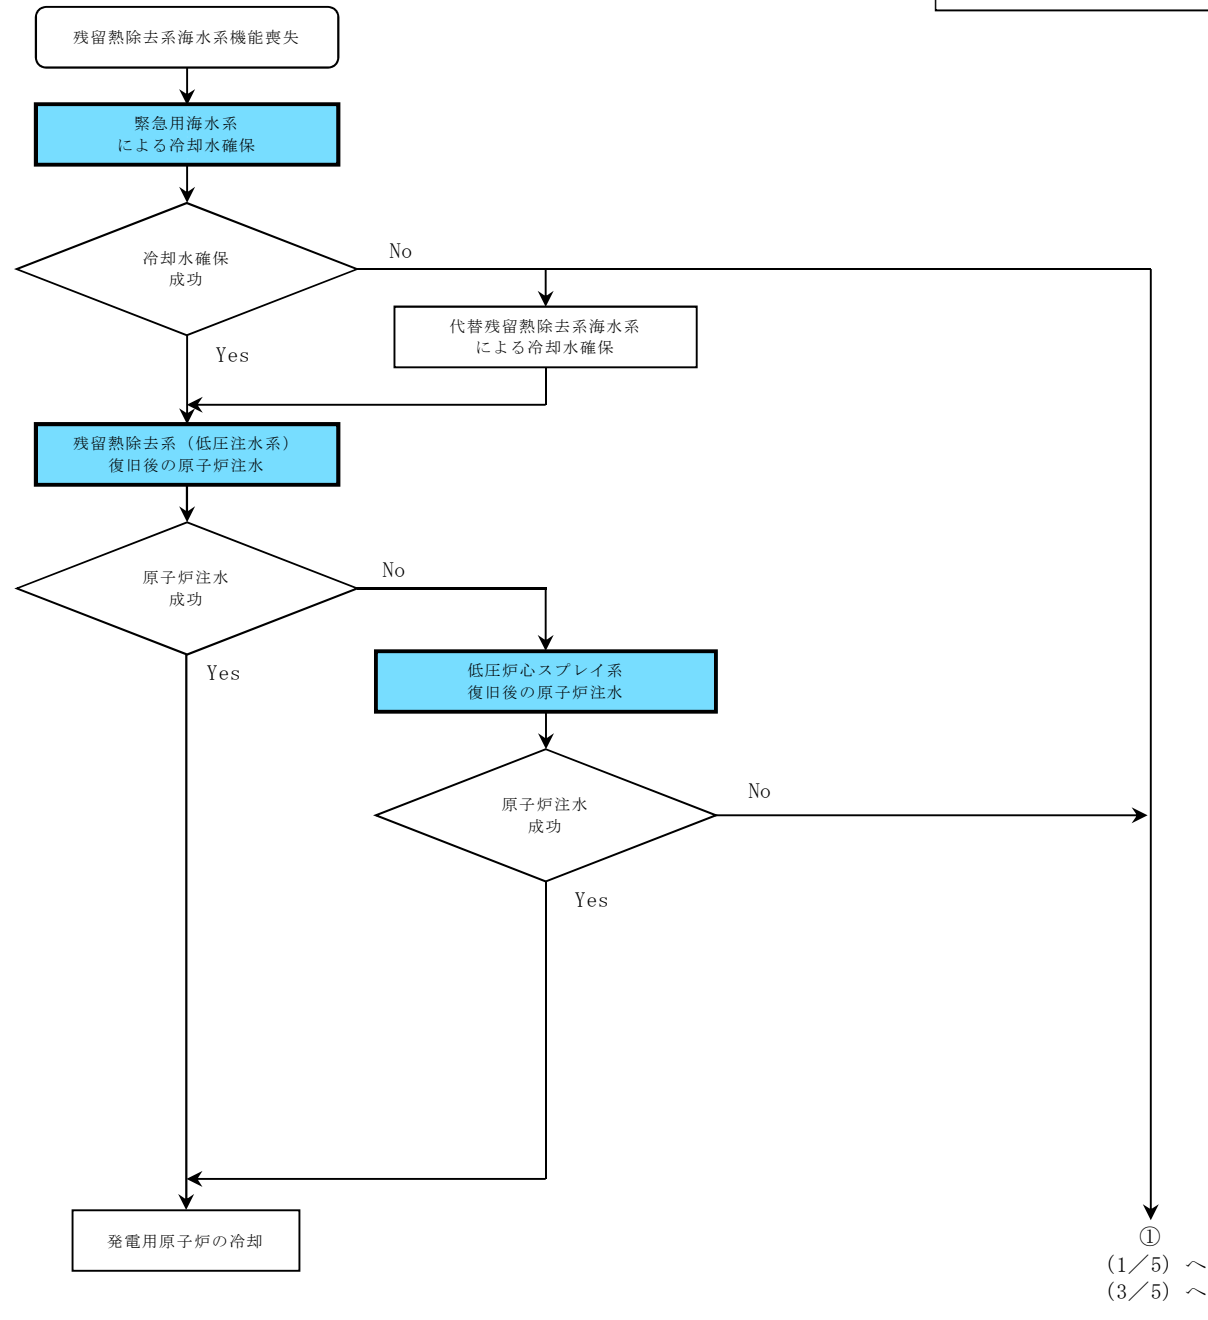 残留熱除去系海水系機能喪失
緊急用海水系
による冷却水確保
冷却水確保
成功
No
代替残留熱除去系海水系
による冷却水確保
Yes
残留熱除去系（低圧注水系）
復旧後の原子炉注水
原子炉注水
成功
No
Yes
低圧炉心スプレイ系
復旧後の原子炉注水
原子炉注水
成功
No
Yes
発電用原子炉の冷却
①
(1／5) へ
(3／5) へ